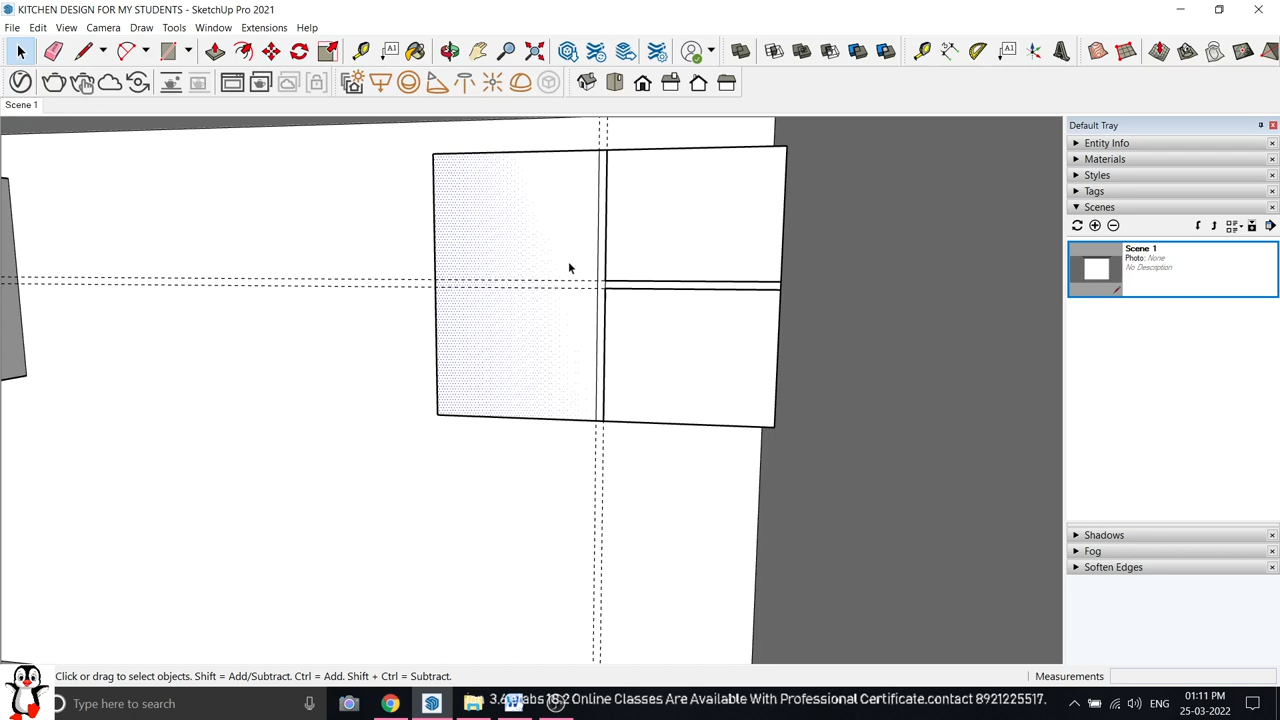 KITCHEN DESIGN FOR MY STUDENTS - SketchUp Pro 2021
File Edit View Camera Draw Tools Window Extensions Help
Scene 1
Default Tray
Entity Info
Materials
Styles
Tags
Scenes
Scene 1
Photo: None
No Description
Shadows
Fog
Soften Edges
Click or drag to select objects. Shift = Add/Subtract. Ctrl = Add. Shift + Ctrl = Subtract.
Measurements
Type here to search
Online Classes Are Available With Professional Certificate.contact 8921225517.
ENG
01:11 PM
25-03-2022